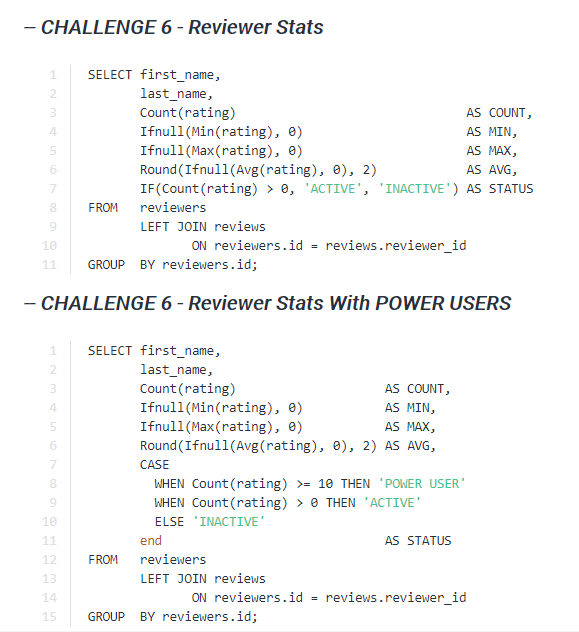 -- CHALLENGE 6 - Reviewer Stats
1 SELECT first_name,
2 last_name,
3 Count(rating) AS COUNT,
4 Ifnull(Min(rating), 0) AS MIN,
5 Ifnull(Max(rating), 0) AS MAX,
6 Round(Ifnull(Avg(rating), 0), 2) AS AVG,
7 IF(Count(rating) > 0, 'ACTIVE', 'INACTIVE') AS STATUS
8 FROM reviewers
9 LEFT JOIN reviews
10 ON reviewers.id = reviews.reviewer_id
11 GROUP BY reviewers.id;
-- CHALLENGE 6 - Reviewer Stats With POWER USERS
1 SELECT first_name,
2 last_name,
3 Count(rating) AS COUNT,
4 Ifnull(Min(rating), 0) AS MIN,
5 Ifnull(Max(rating), 0) AS MAX,
6 Round(Ifnull(Avg(rating), 0), 2) AS AVG,
7 CASE
8 WHEN Count(rating) >= 10 THEN 'POWER USER'
9 WHEN Count(rating) > 0 THEN 'ACTIVE'
10 ELSE 'INACTIVE'
11 end AS STATUS
12 FROM reviewers
13 LEFT JOIN reviews
14 ON reviewers.id = reviews.reviewer_id
15 GROUP BY reviewers.id;